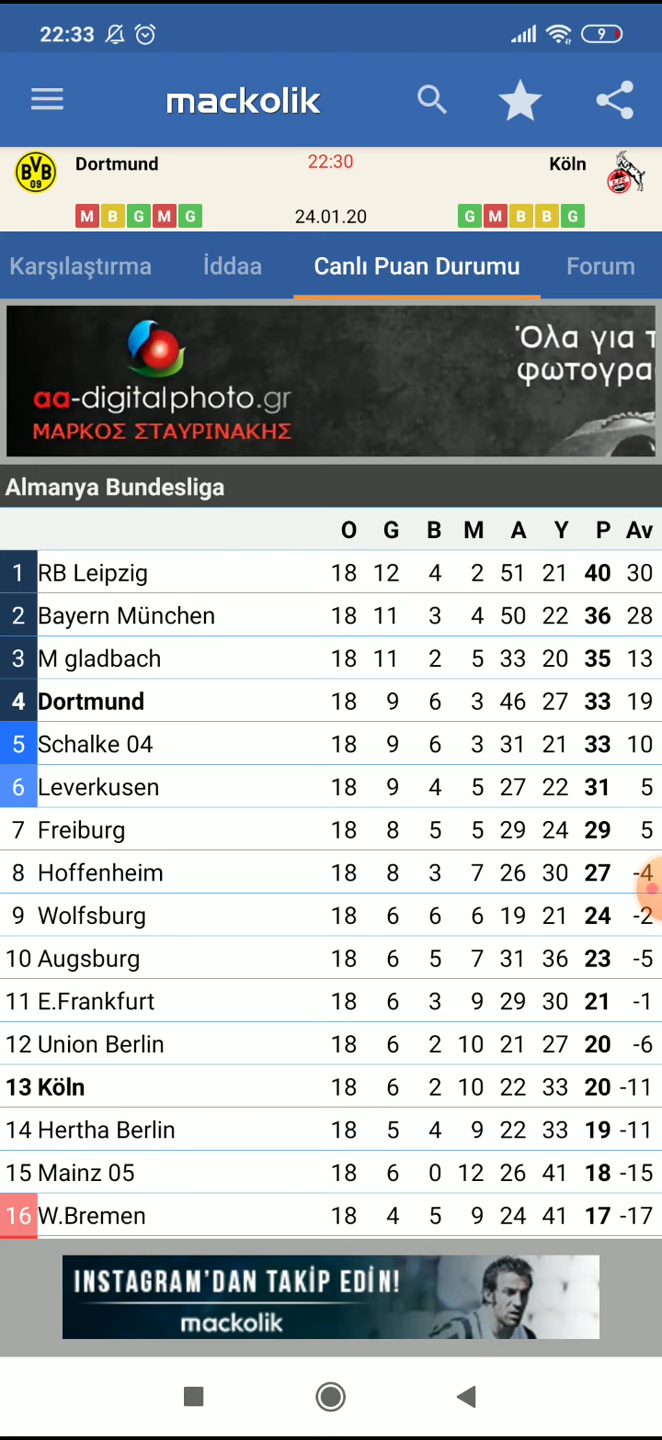 22:33 9
mackolik
BVB 09 Dortmund 22:30 Köln
M B G M G 24.01.20 G M B B G
Karşılaştırma İddaa Canlı Puan Durumu Forum
Όλα για τ
φωτογρα
aa-digitalphoto.gr
ΜΑΡΚΟΣ ΣΤΑΥΡΙΝΑΚΗΣ
Almanya Bundesliga
O G B M A Y P Av
1 RB Leipzig 18 12 4 2 51 21 40 30
2 Bayern München 18 11 3 4 50 22 36 28
3 M gladbach 18 11 2 5 33 20 35 13
4 Dortmund 18 9 6 3 46 27 33 19
5 Schalke 04 18 9 6 3 31 21 33 10
6 Leverkusen 18 9 4 5 27 22 31 5
7 Freiburg 18 8 5 5 29 24 29 5
8 Hoffenheim 18 8 3 7 26 30 27 -4
9 Wolfsburg 18 6 6 6 19 21 24 -2
10 Augsburg 18 6 5 7 31 36 23 -5
11 E.Frankfurt 18 6 3 9 29 30 21 -1
12 Union Berlin 18 6 2 10 21 27 20 -6
13 Köln 18 6 2 10 22 33 20 -11
14 Hertha Berlin 18 5 4 9 22 33 19 -11
15 Mainz 05 18 6 0 12 26 41 18 -15
16 W.Bremen 18 4 5 9 24 41 17 -17
INSTAGRAM'DAN TAKİP EDİN!
mackolik